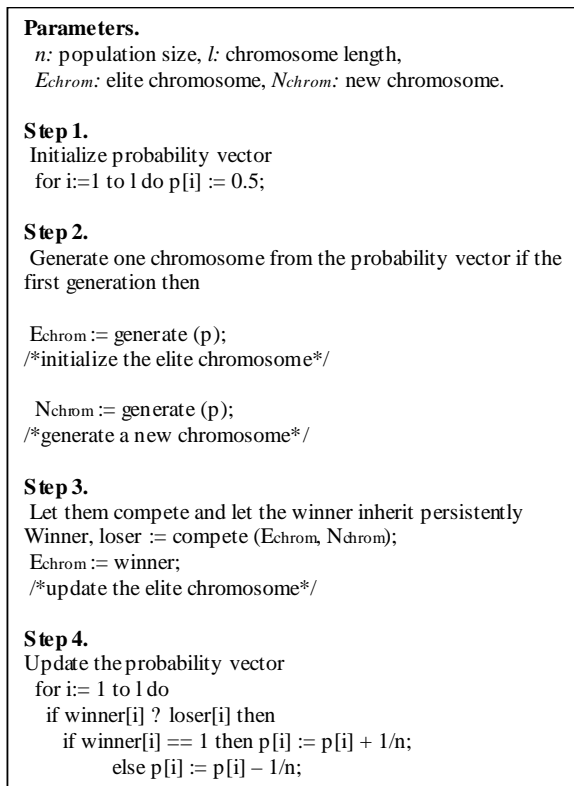 Parameters.
n: population size, l: chromosome length,
Echrom: elite chromosome, Nchrom: new chromosome.
Step 1.
Initialize probability vector
for i:=1 to l do p[i] := 0.5;
Step 2.
Generate one chromosome from the probability vector if the
first generation then
Echrom := generate (p);
/*initialize the elite chromosome*/
Nchrom := generate (p);
/*generate a new chromosome*/
Step 3.
Let them compete and let the winner inherit persistently
Winner, loser := compete (Echrom, Nchrom);
Echrom := winner;
/*update the elite chromosome*/
Step 4.
Update the probability vector
for i:= 1 to l do
if winner[i] ? loser[i] then
if winner[i] == 1 then p[i] := p[i] + 1/n;
else p[i] := p[i] − 1/n;